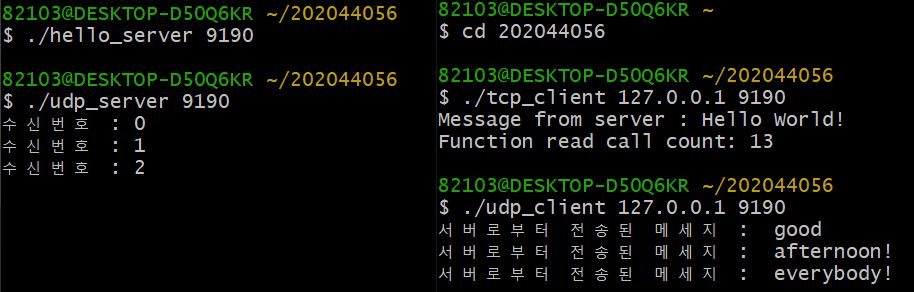 82103@DESKTOP-D50Q6KR ~/202044056
$ ./hello_server 9190
82103@DESKTOP-D50Q6KR ~/202044056
$ ./udp_server 9190
수신번호 : 0
수신번호 : 1
수신번호 : 2
82103@DESKTOP-D50Q6KR ~
$ cd 202044056
82103@DESKTOP-D50Q6KR ~/202044056
$ ./tcp_client 127.0.0.1 9190
Message from server : Hello World!
Function read call count: 13
82103@DESKTOP-D50Q6KR ~/202044056
$ ./udp_client 127.0.0.1 9190
서버로부터 전송된 메세지 : good
서버로부터 전송된 메세지 : afternoon!
서버로부터 전송된 메세지 : everybody!